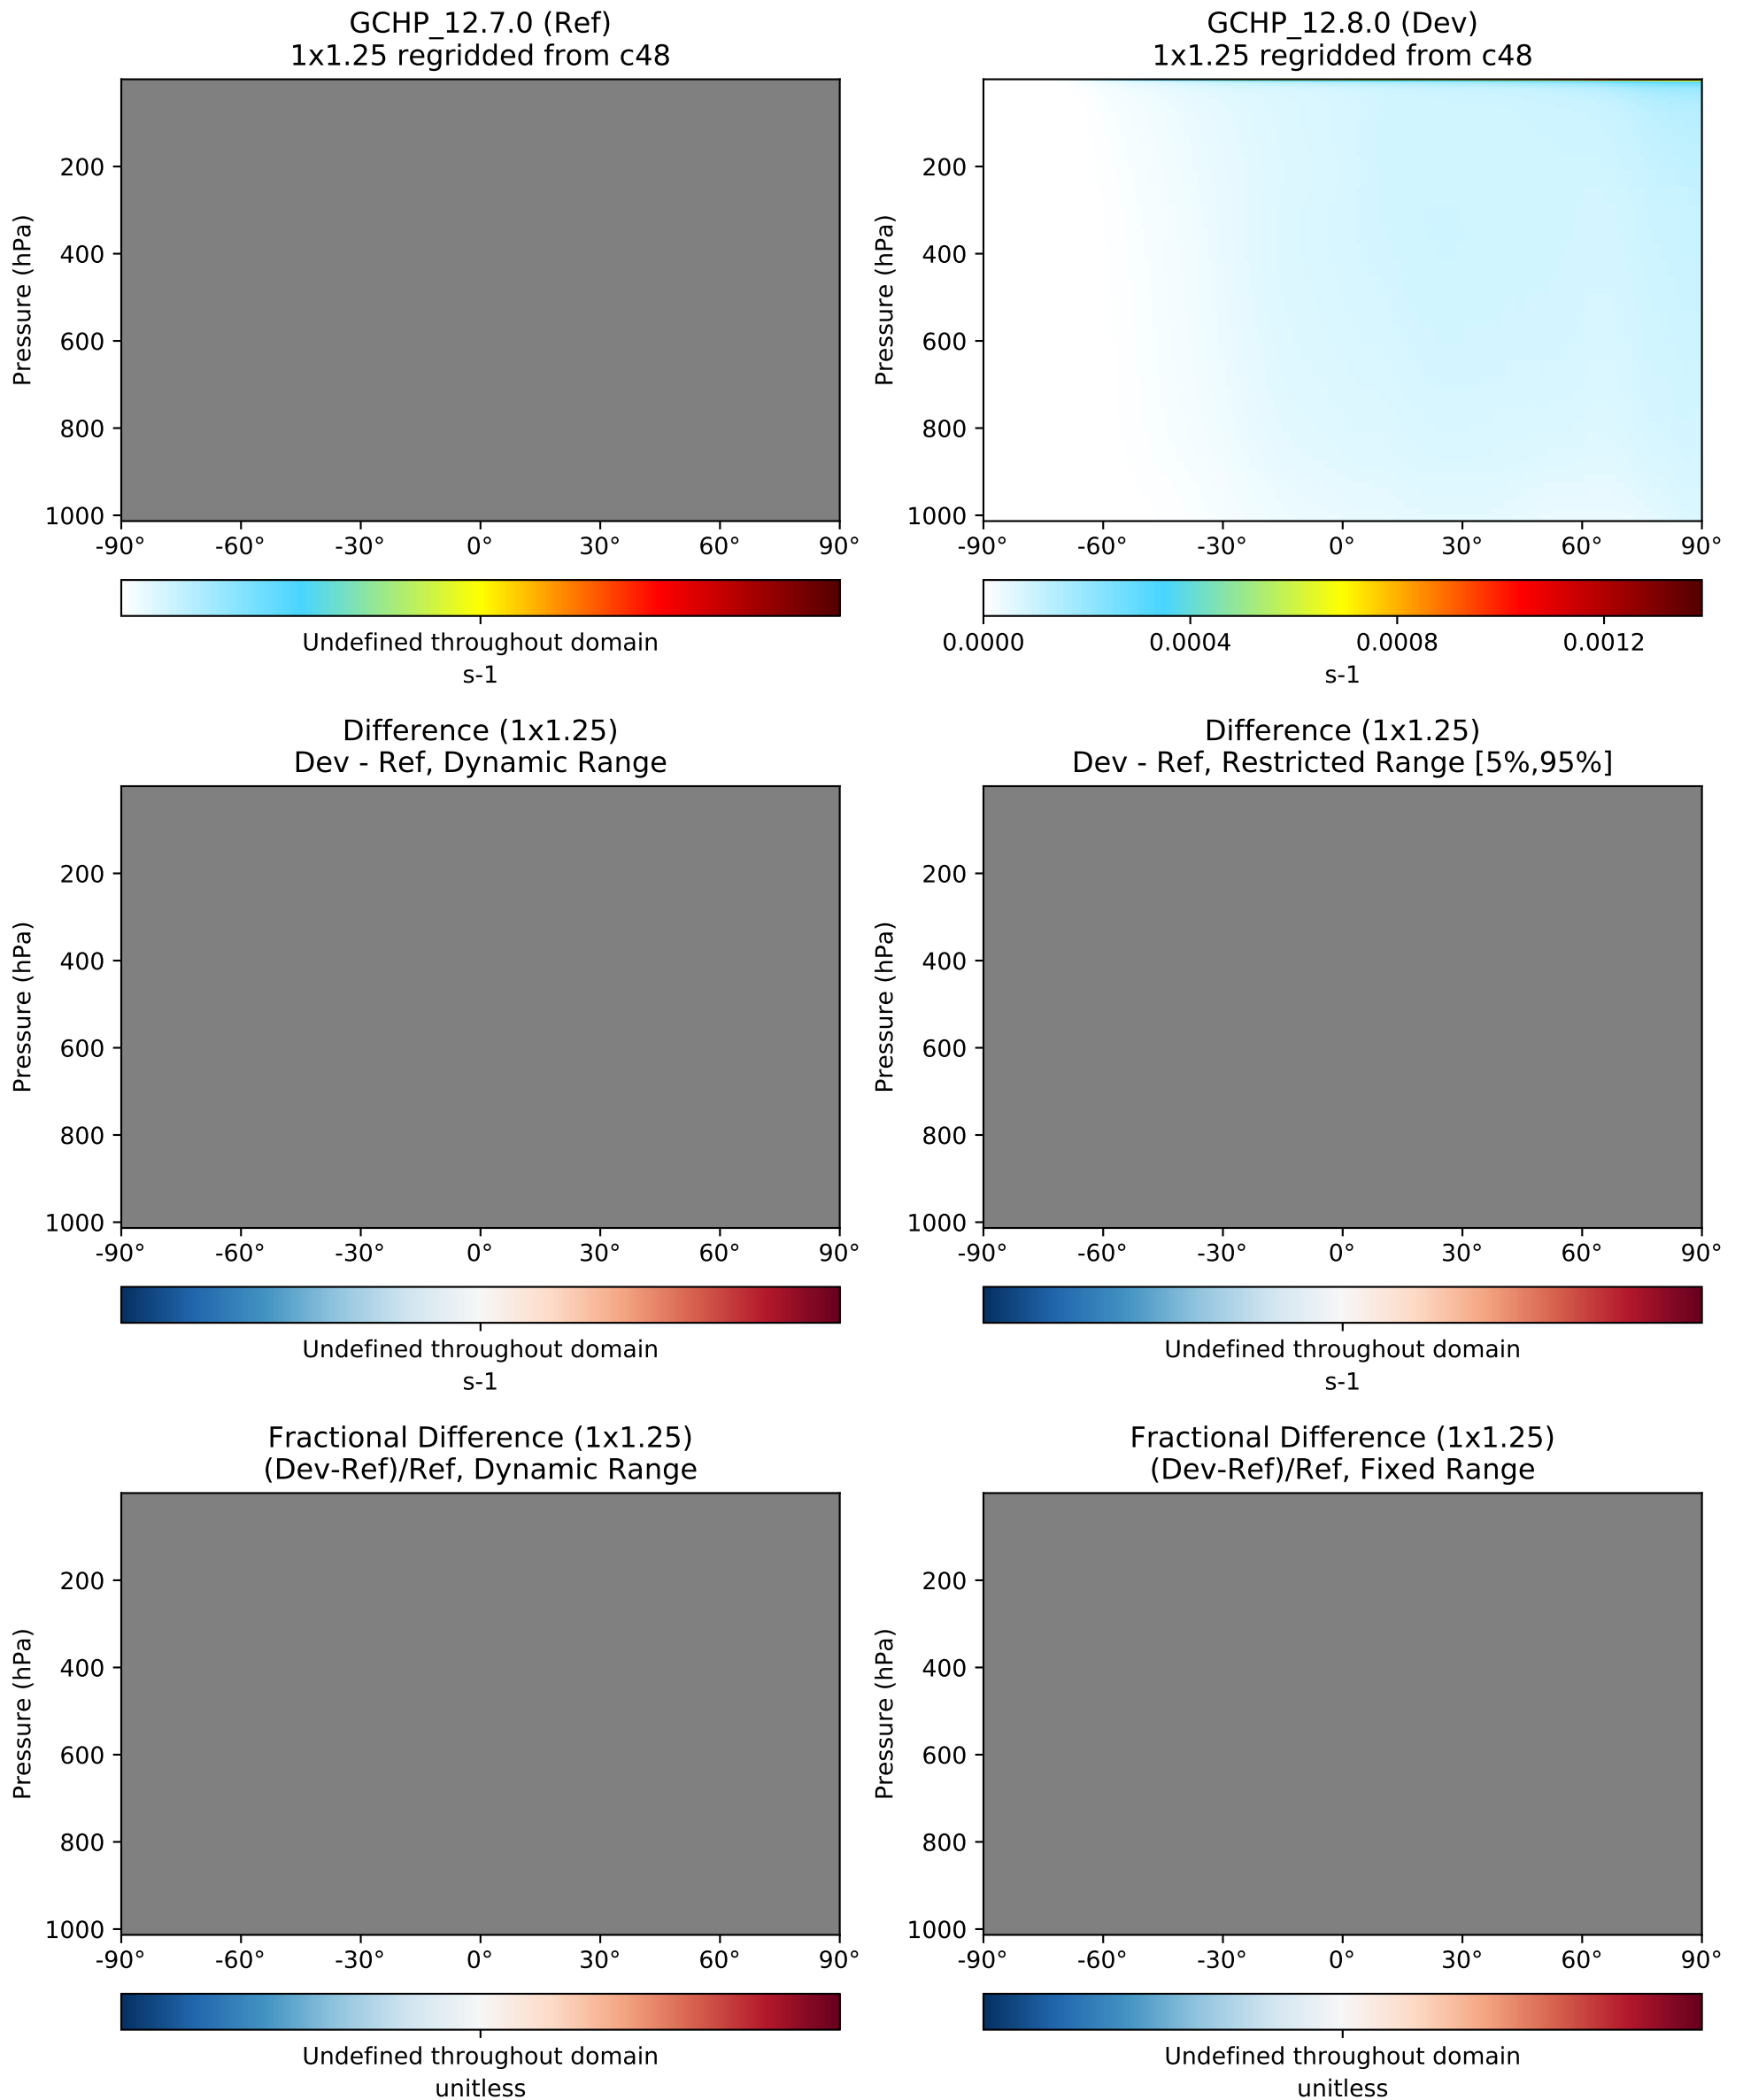 GCHP_12.7.0 (Ref)
1x1.25 regridded from c48
200
400
600
800
1000
Pressure (hPa)
-90°
-60°
-30°
0°
30°
60°
90°
Undefined throughout domain
s-1
GCHP_12.8.0 (Dev)
1x1.25 regridded from c48
200
400
600
800
1000
Pressure (hPa)
-90°
-60°
-30°
0°
30°
60°
90°
0.0000
0.0004
0.0008
0.0012
s-1
Difference (1x1.25)
Dev - Ref, Dynamic Range
200
400
600
800
1000
Pressure (hPa)
-90°
-60°
-30°
0°
30°
60°
90°
Undefined throughout domain
s-1
Difference (1x1.25)
Dev - Ref, Restricted Range [5%,95%]
200
400
600
800
1000
Pressure (hPa)
-90°
-60°
-30°
0°
30°
60°
90°
Undefined throughout domain
s-1
Fractional Difference (1x1.25)
(Dev-Ref)/Ref, Dynamic Range
200
400
600
800
1000
Pressure (hPa)
-90°
-60°
-30°
0°
30°
60°
90°
Undefined throughout domain
unitless
Fractional Difference (1x1.25)
(Dev-Ref)/Ref, Fixed Range
200
400
600
800
1000
Pressure (hPa)
-90°
-60°
-30°
0°
30°
60°
90°
Undefined throughout domain
unitless